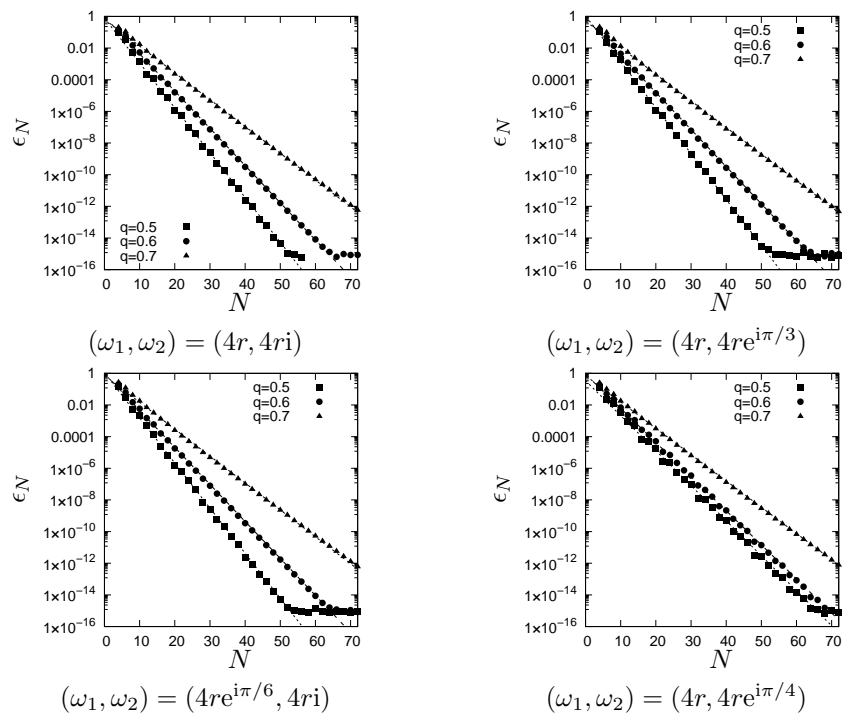 1
0.01
0.0001
1×10⁻⁶
1×10⁻⁸
1×10⁻¹⁰
1×10⁻¹²
1×10⁻¹⁴
1×10⁻¹⁶
ϵ_N
q=0.5
q=0.6
q=0.7
0 10 20 30 40 50 60 70
N
(ω₁, ω₂) = (4r, 4ri)
1
0.01
0.0001
1×10⁻⁶
1×10⁻⁸
1×10⁻¹⁰
1×10⁻¹²
1×10⁻¹⁴
1×10⁻¹⁶
ϵ_N
q=0.5
q=0.6
q=0.7
0 10 20 30 40 50 60 70
N
(ω₁, ω₂) = (4r, 4re^{iπ/3})
1
0.01
0.0001
1×10⁻⁶
1×10⁻⁸
1×10⁻¹⁰
1×10⁻¹²
1×10⁻¹⁴
1×10⁻¹⁶
ϵ_N
q=0.5
q=0.6
q=0.7
0 10 20 30 40 50 60 70
N
(ω₁, ω₂) = (4re^{iπ/6}, 4ri)
1
0.01
0.0001
1×10⁻⁶
1×10⁻⁸
1×10⁻¹⁰
1×10⁻¹²
1×10⁻¹⁴
1×10⁻¹⁶
ϵ_N
q=0.5
q=0.6
q=0.7
0 10 20 30 40 50 60 70
N
(ω₁, ω₂) = (4r, 4re^{iπ/4})